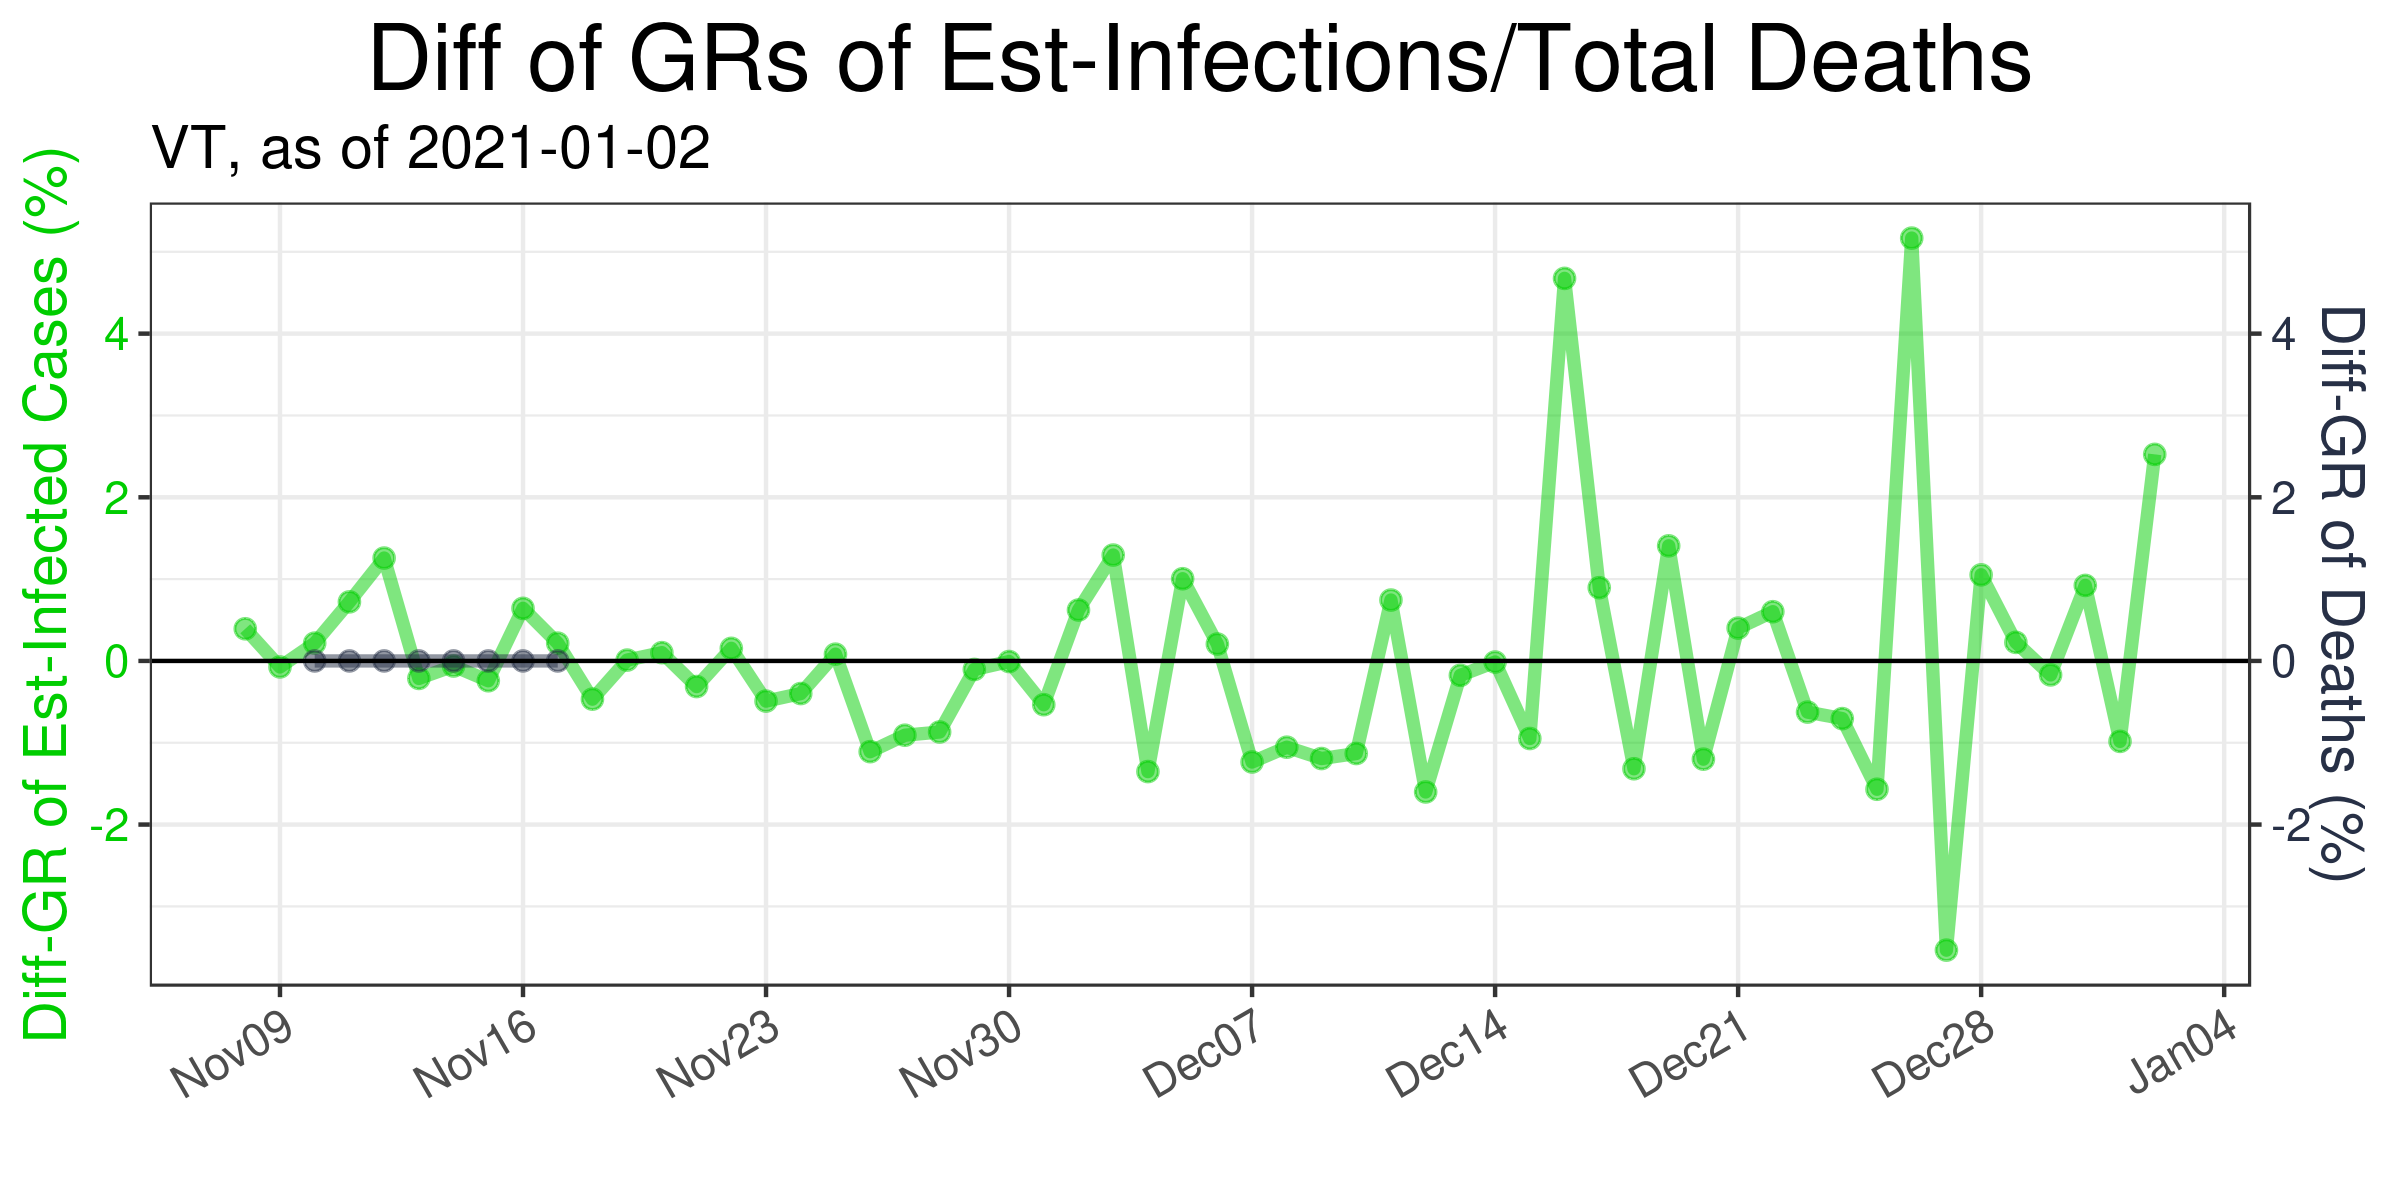 Diff of GRs of Est-Infections/Total Deaths
VT, as of 2021-01-02
Diff-GR of Est-Infected Cases (%)
4
2
0
-2
4
2
0
-2
Diff-GR of Deaths (%)
Nov09
Nov16
Nov23
Nov30
Dec07
Dec14
Dec21
Dec28
Jan04